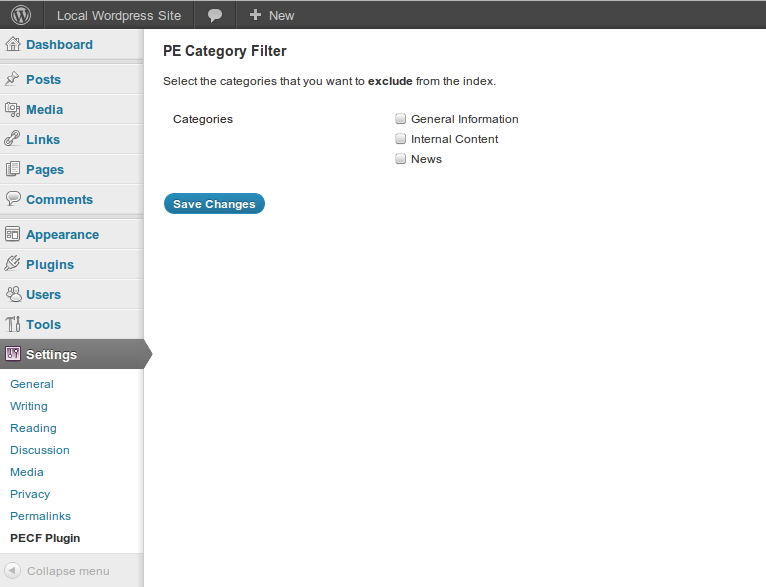 Local Wordpress Site
New
Dashboard
Posts
Media
Links
Pages
Comments
Appearance
Plugins
Users
Tools
Settings
General
Writing
Reading
Discussion
Media
Privacy
Permalinks
PECF Plugin
Collapse menu
PE Category Filter
Select the categories that you want to exclude from the index.
Categories
General Information
Internal Content
News
Save Changes